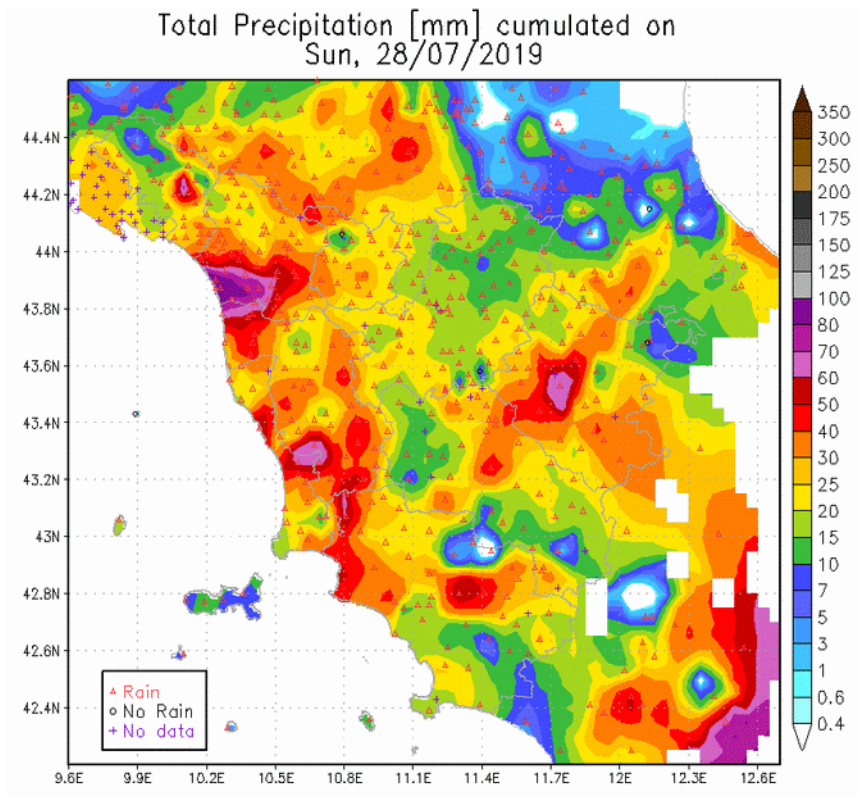 Total Precipitation [mm] cumulated on
Sun, 28/07/2019
44.4N
44.2N
44N
43.8N
43.6N
43.4N
43.2N
43N
42.8N
42.6N
42.4N
9.6E 9.9E 10.2E 10.5E 10.8E 11.1E 11.4E 11.7E 12E 12.3E 12.6E
Rain
No Rain
No data
350
300
250
200
175
150
125
100
80
70
60
50
40
30
25
20
15
10
7
5
3
1
0.6
0.4